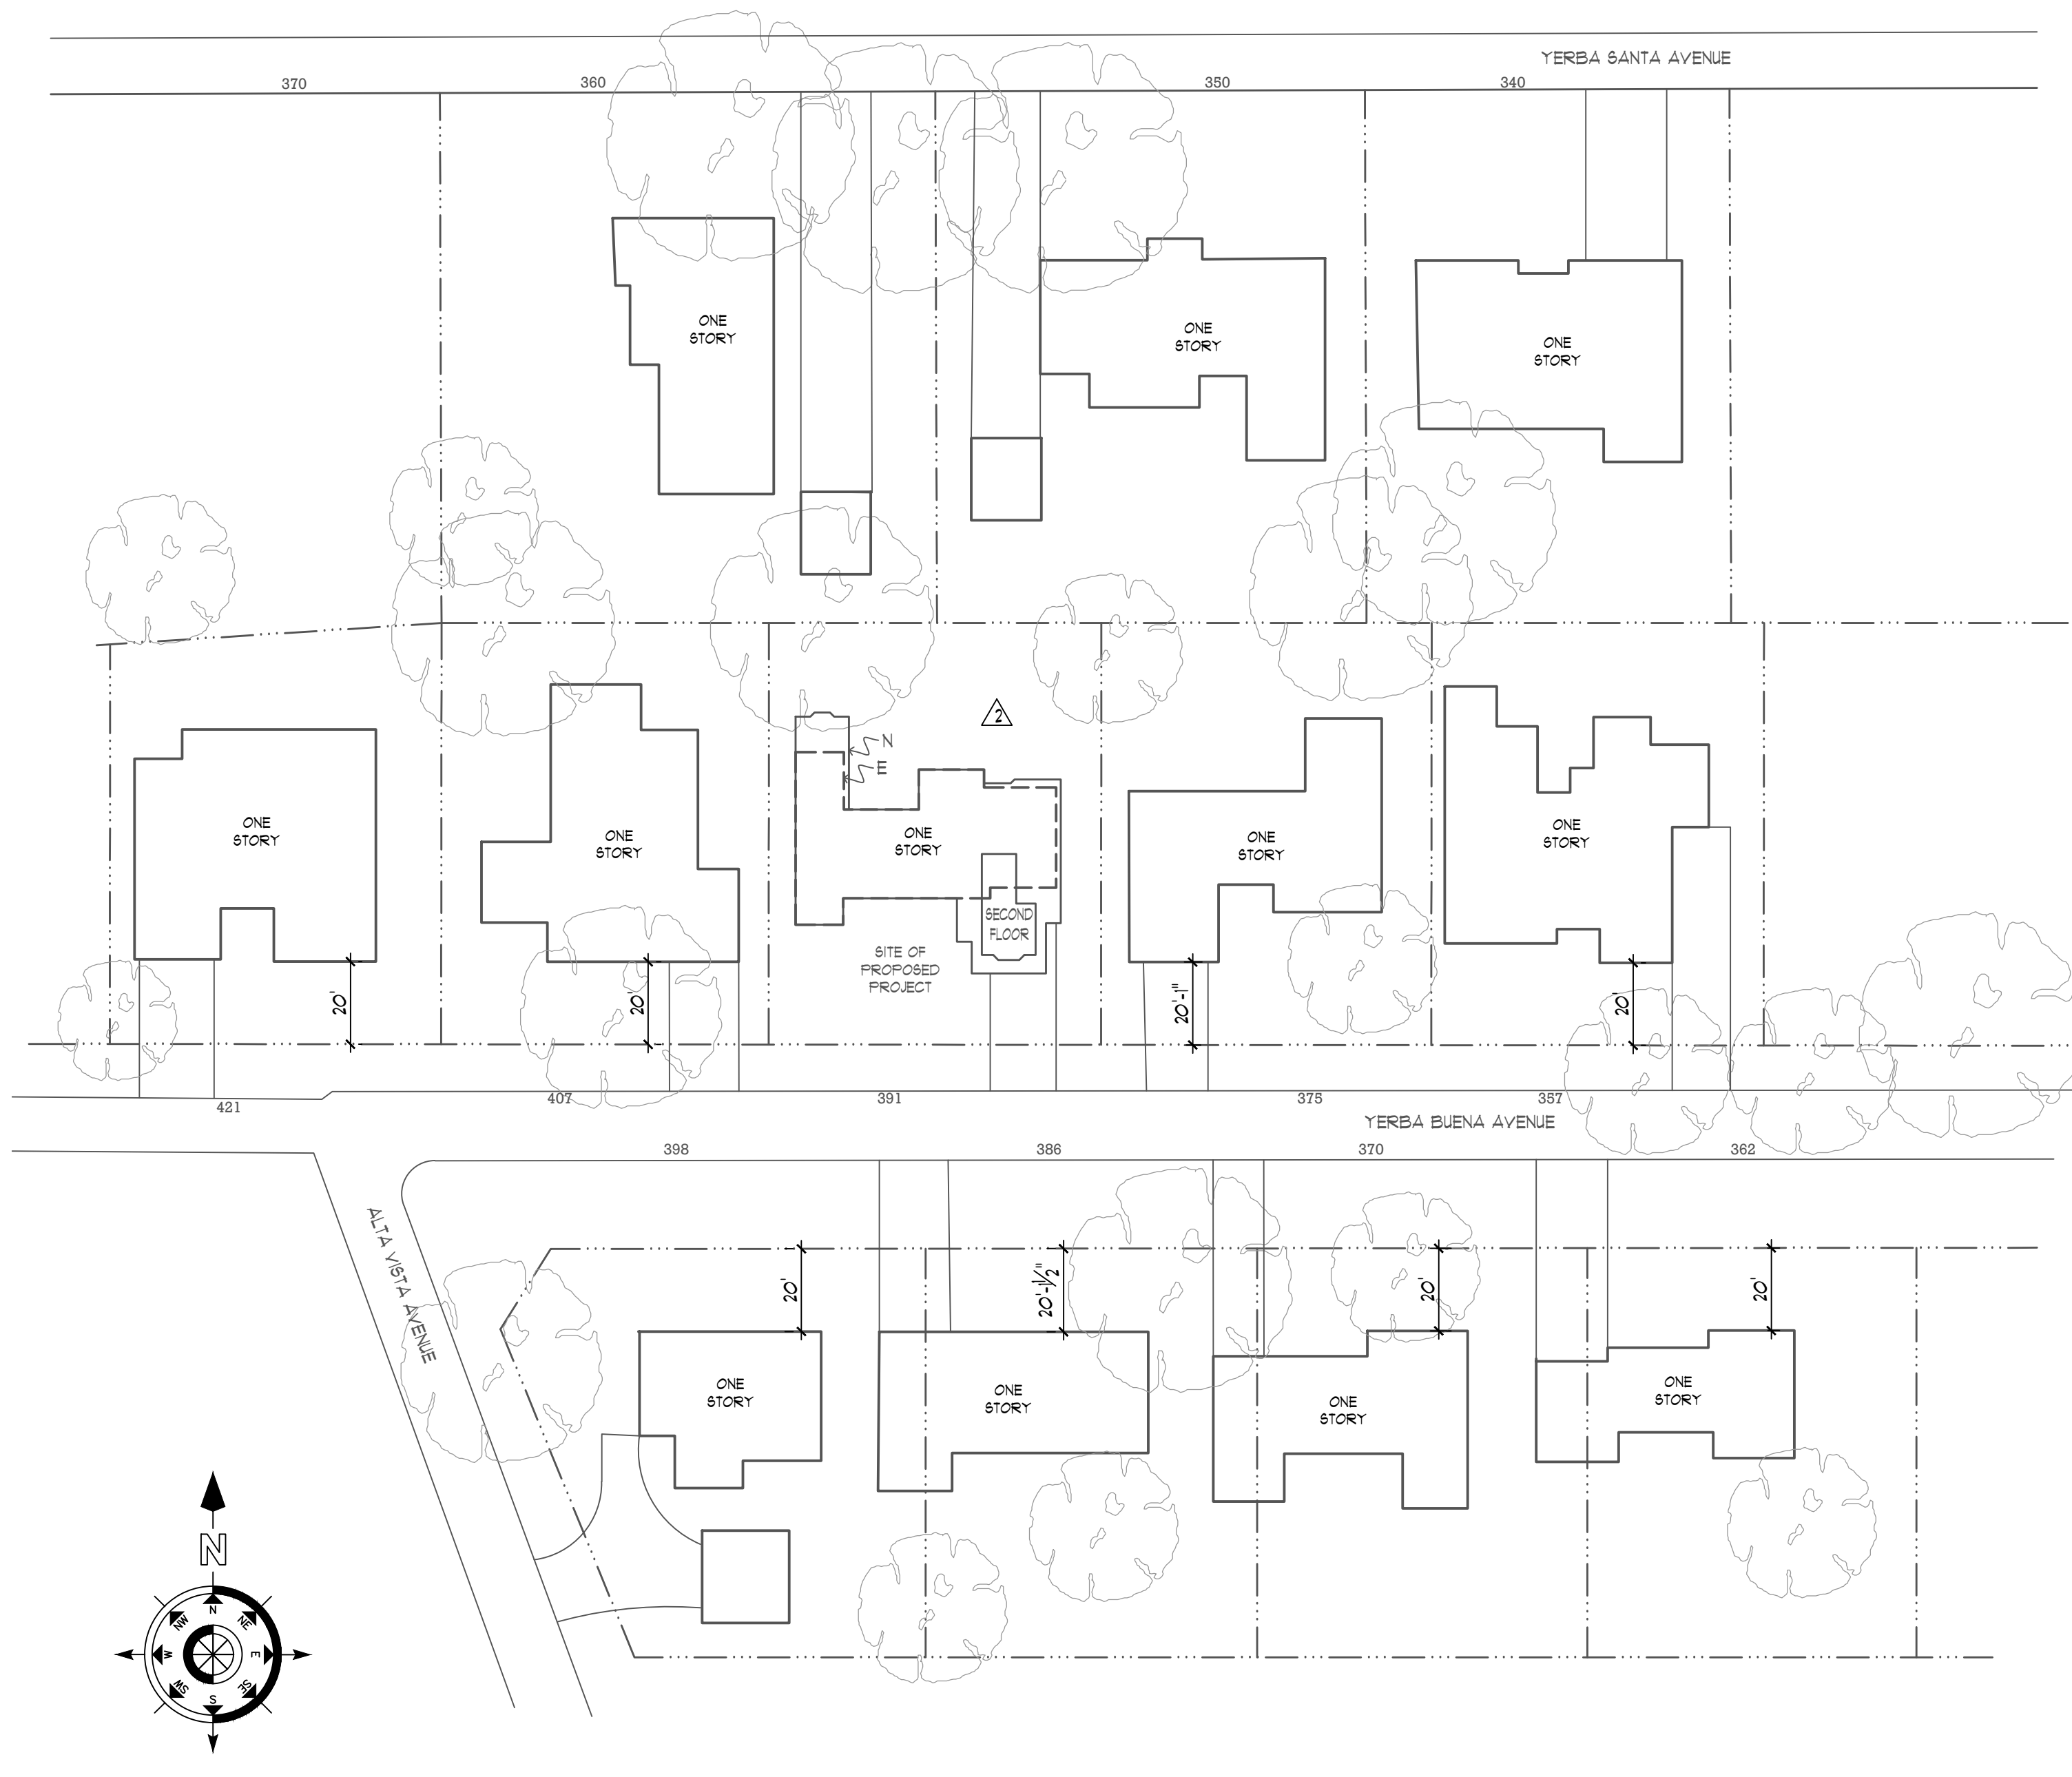 YERBA SANTA AVENUE
370
360
350
340
ONE
STORY
ONE
STORY
ONE
STORY
2
N
E
ONE
STORY
ONE
STORY
ONE
STORY
ONE
STORY
ONE
STORY
SECOND
FLOOR
SITE OF
PROPOSED
PROJECT
20'
20'
20'-1"
20'
421
407
391
375
357
YERBA BUENA AVENUE
398
386
370
362
ALTA VISTA AVENUE
20'
20'-1½"
20'
20'
ONE
STORY
ONE
STORY
ONE
STORY
ONE
STORY
N
N
NE
E
SE
S
SW
W
NW